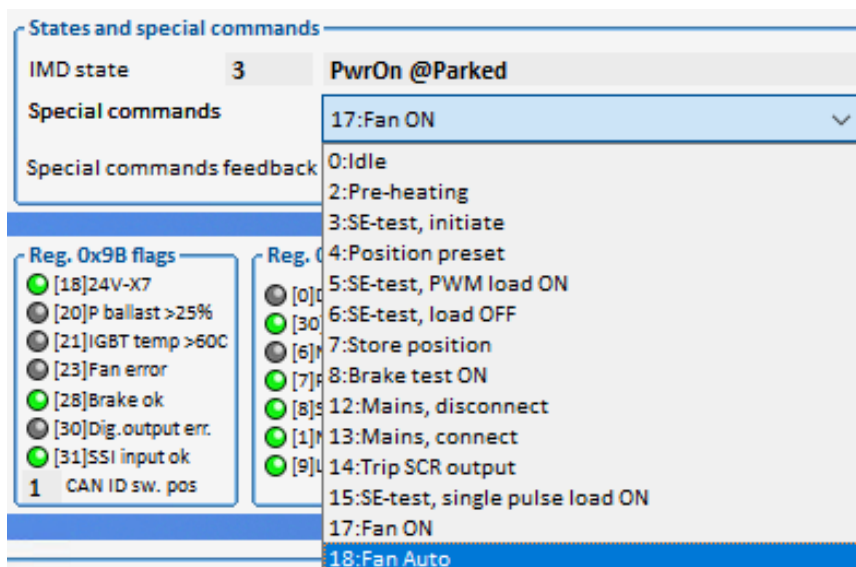 States and special commands
IMD state 3 PwrOn @Parked
Special commands 17:Fan ON
Special commands feedback
0:Idle
2:Pre-heating
3:SE-test, initiate
4:Position preset
5:SE-test, PWM load ON
6:SE-test, load OFF
7:Store position
8:Brake test ON
12:Mains, disconnect
13:Mains, connect
14:Trip SCR output
15:SE-test, single pulse load ON
17:Fan ON
18:Fan Auto
Reg. 0x9B flags
[18]24V-X7
[20]P ballast >25%
[21]IGBT temp >60C
[23]Fan error
[28]Brake ok
[30]Dig.output err.
[31]SSI input ok
1 CAN ID sw. pos
Reg.
[0]
[30]
[6]
[7]
[8]
[1]
[9]